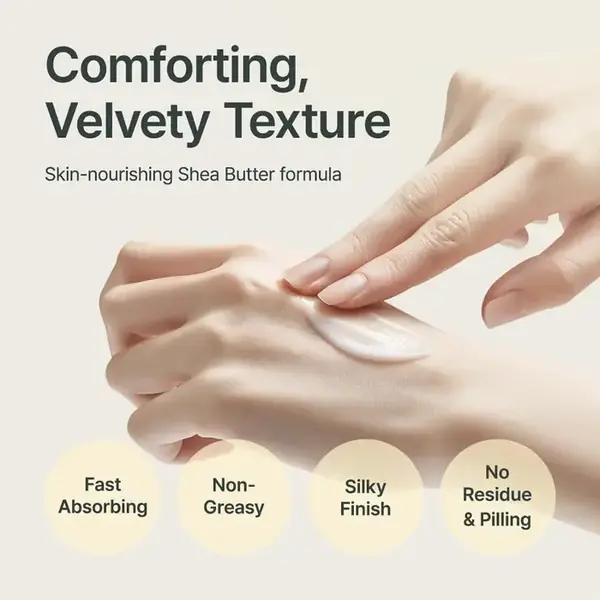 Comforting,
Velvety Texture
Skin-nourishing Shea Butter formula
Fast
Absorbing
Non-
Greasy
Silky
Finish
No
Residue
& Pilling